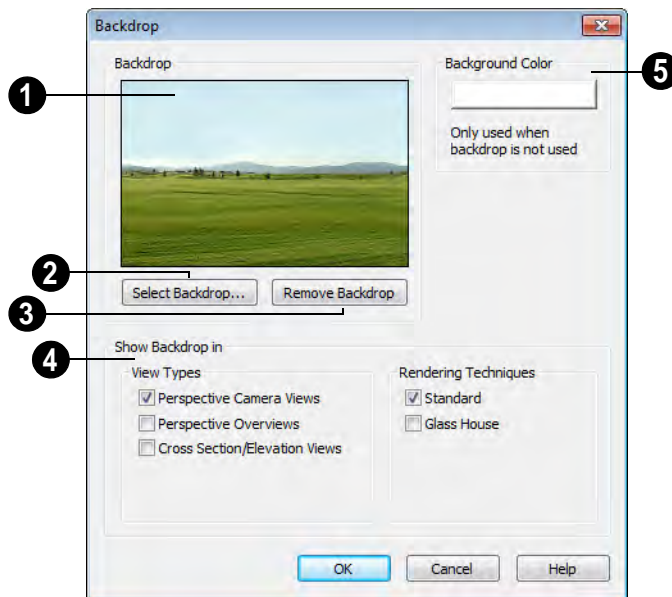 Backdrop
Backdrop
Background Color
5
1
Only used when
backdrop is not used
2
Select Backdrop...
Remove Backdrop
3
4
Show Backdrop in
View Types
Rendering Techniques
Perspective Camera Views
Standard
Perspective Overviews
Glass House
Cross Section/Elevation Views
OK
Cancel
Help